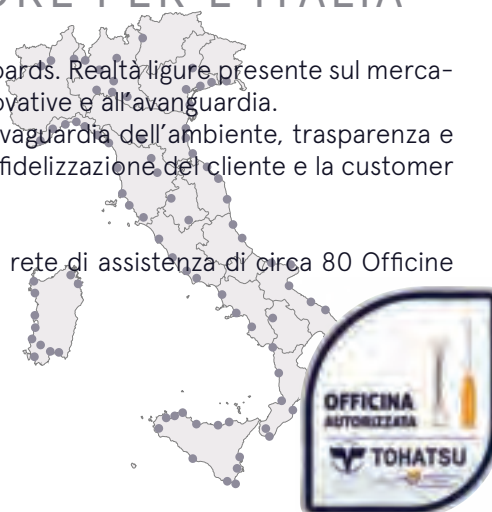 ORE PER L'ITALIA
oards. Realtà ligure presente sul merca-
ovative e all'avanguardia.
vaguardia dell'ambiente, trasparenza e
fidelizzazione del cliente e la customer
rete di assistenza di circa 80 Officine
OFFICINA
AUTORIZZATA
TOHATSU